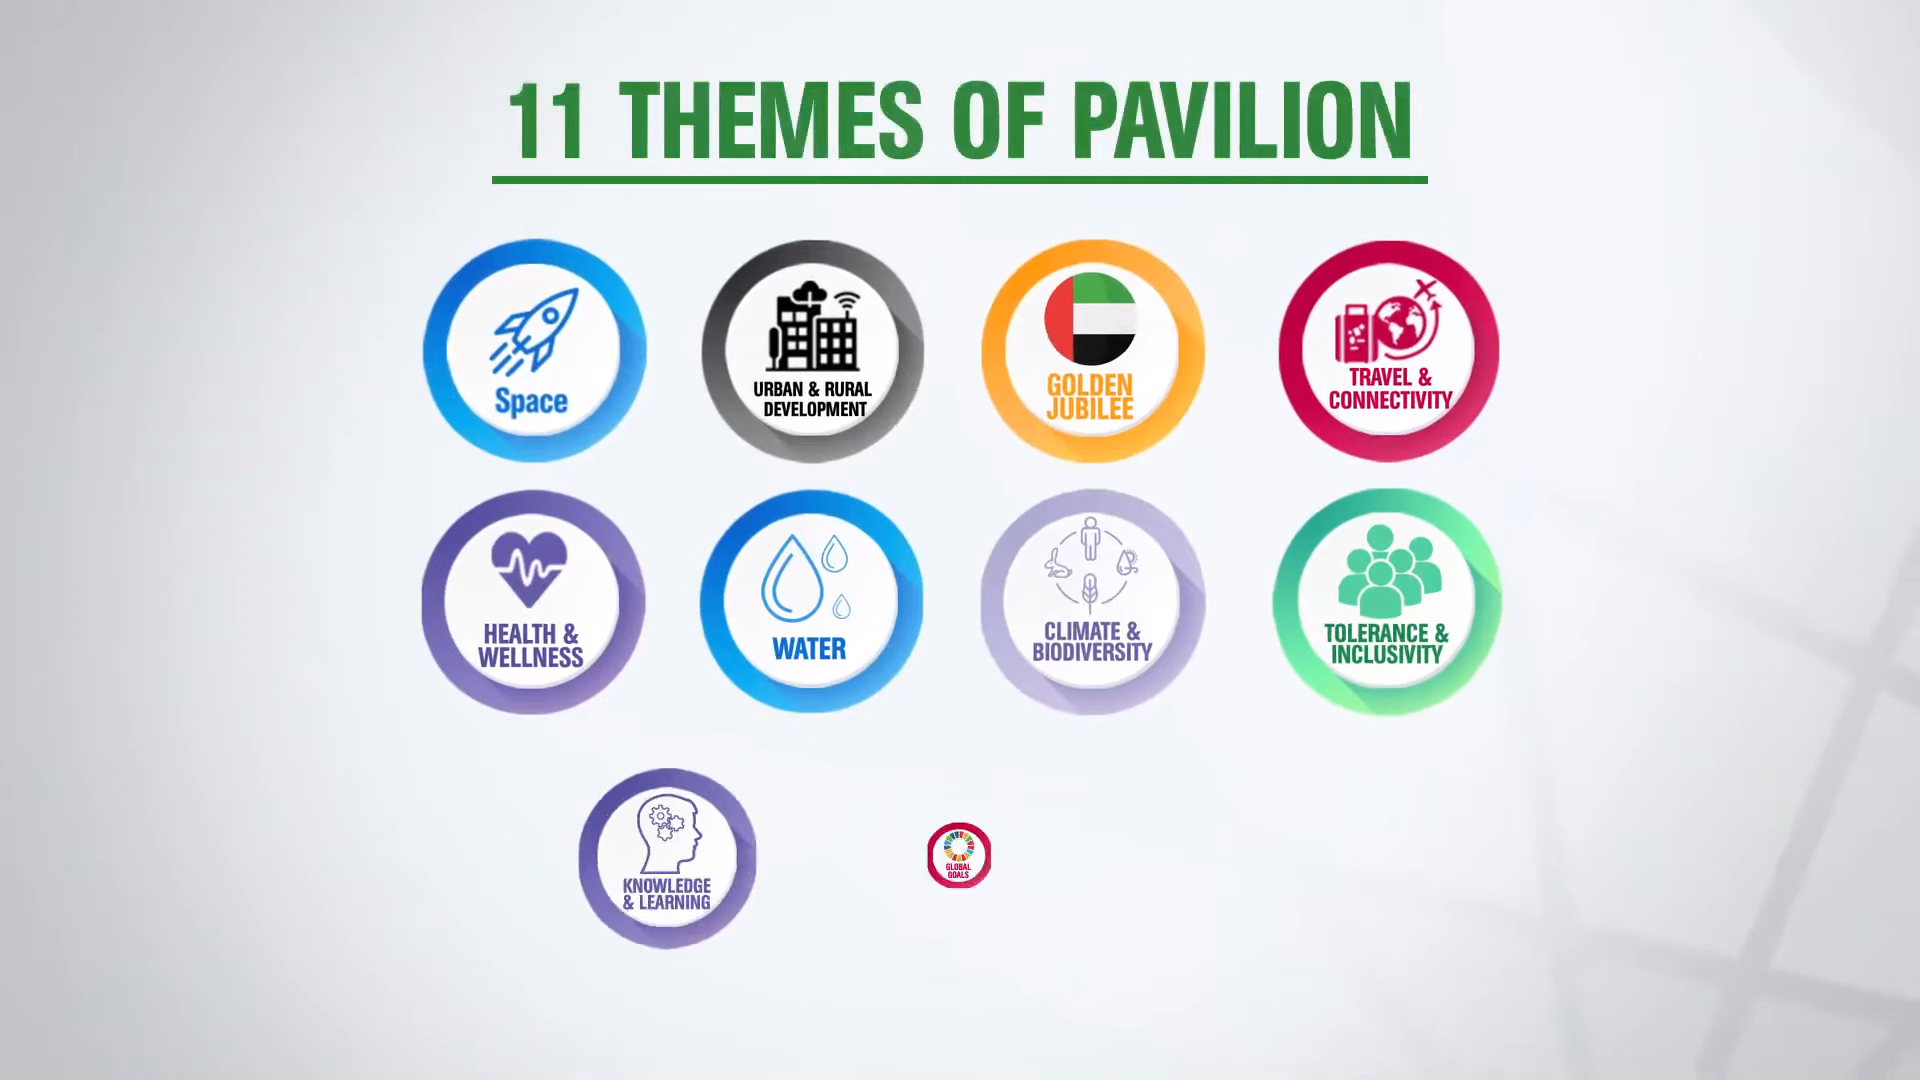 11 THEMES OF PAVILION
Space
URBAN & RURAL
DEVELOPMENT
GOLDEN
JUBILEE
TRAVEL &
CONNECTIVITY
HEALTH &
WELLNESS
WATER
CLIMATE &
BIODIVERSITY
TOLERANCE &
INCLUSIVITY
KNOWLEDGE
& LEARNING
GLOBAL
GOALS